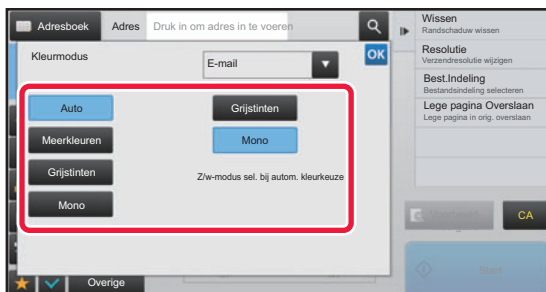 Adresboek Adres Druk in om adres in te voeren
Wissen
Randschaduw wissen
Kleurmodus
E-mail
OK
Resolutie
Verzendresolutie wijzigen
Best.Indeling
Bestandsindeling selecteren
Auto
Grijstinten
Lege pagina Overslaan
Lege pagina in orig. overslaan
Meerkleuren
Mono
Grijstinten
Z/w-modus sel. bij autom. kleurkeuze
Mono
CA
Start
Overige